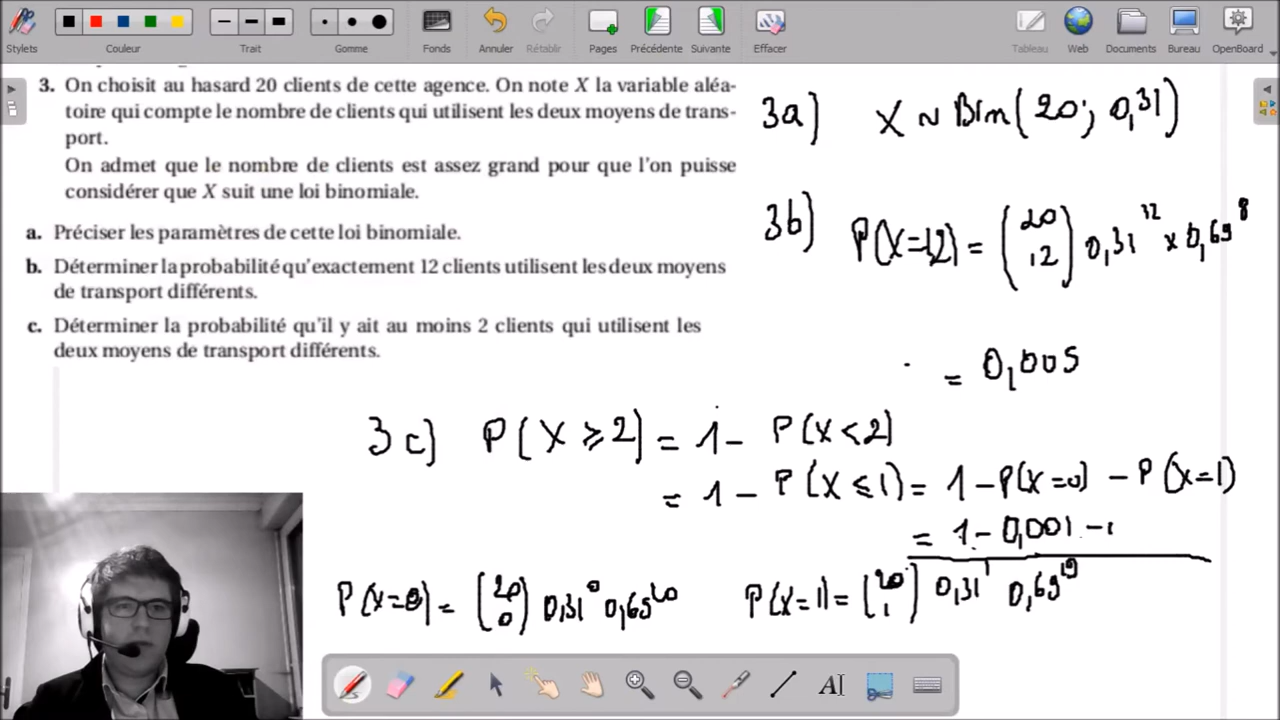 Stylets Couleur Trait Gomme Fonds Annuler Rétablir Pages Précédente Suivante Effacer Tableau Web Documents Bureau OpenBoard
3. On choisit au hasard 20 clients de cette agence. On note X la variable aléa-
toire qui compte le nombre de clients qui utilisent les deux moyens de trans-
port.
On admet que le nombre de clients est assez grand pour que l'on puisse
considérer que X suit une loi binomiale.
a. Préciser les paramètres de cette loi binomiale.
b. Déterminer la probabilité qu'exactement 12 clients utilisent les deux moyens
de transport différents.
c. Déterminer la probabilité qu'il y ait au moins 2 clients qui utilisent les
deux moyens de transport différents.
3a) X ~ Bin(20; 0,31)
3b) P(X=12) = (20 12) 0,31^12 × 0,69^8
= 0,005
3c) P(X ⩾ 2) = 1 - P(X < 2)
= 1 - P(X ⩽ 1) = 1 - P(X=0) - P(X=1)
= 1 - 0,001 -
P(X=0) = (20 0) 0,31^0 0,69^20 P(X=1) = (20 1) 0,31^1 0,69^19
AI